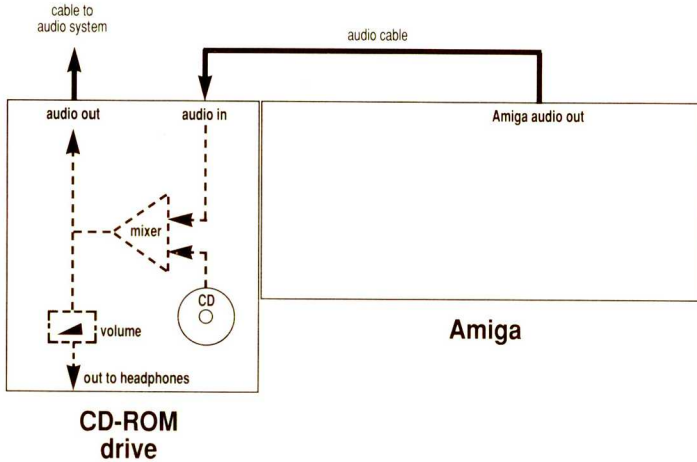 cable to
audio system
audio cable
audio out
audio in
Amiga audio out
mixer
CD
volume
out to headphones
Amiga
CD-ROM
drive